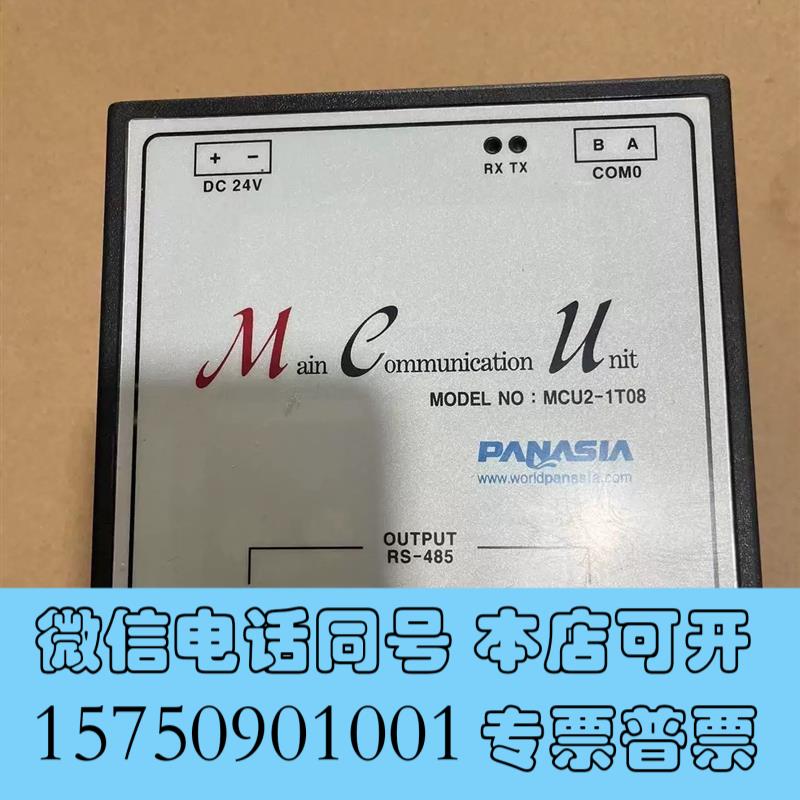 + −
DC 24V
RX TX
B A
COM0
Main Communication Unit
MODEL NO : MCU2-1T08
PANASIA
www.worldpanasia.com
OUTPUT
RS-485
微信电话同号 本店可开
15750901001 专票普票